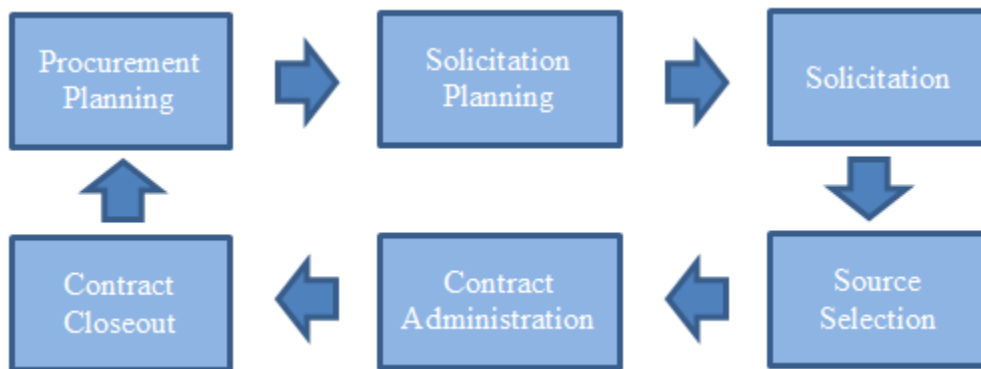 Procurement
Planning
Solicitation
Planning
Solicitation
Source
Selection
Contract
Administration
Contract
Closeout